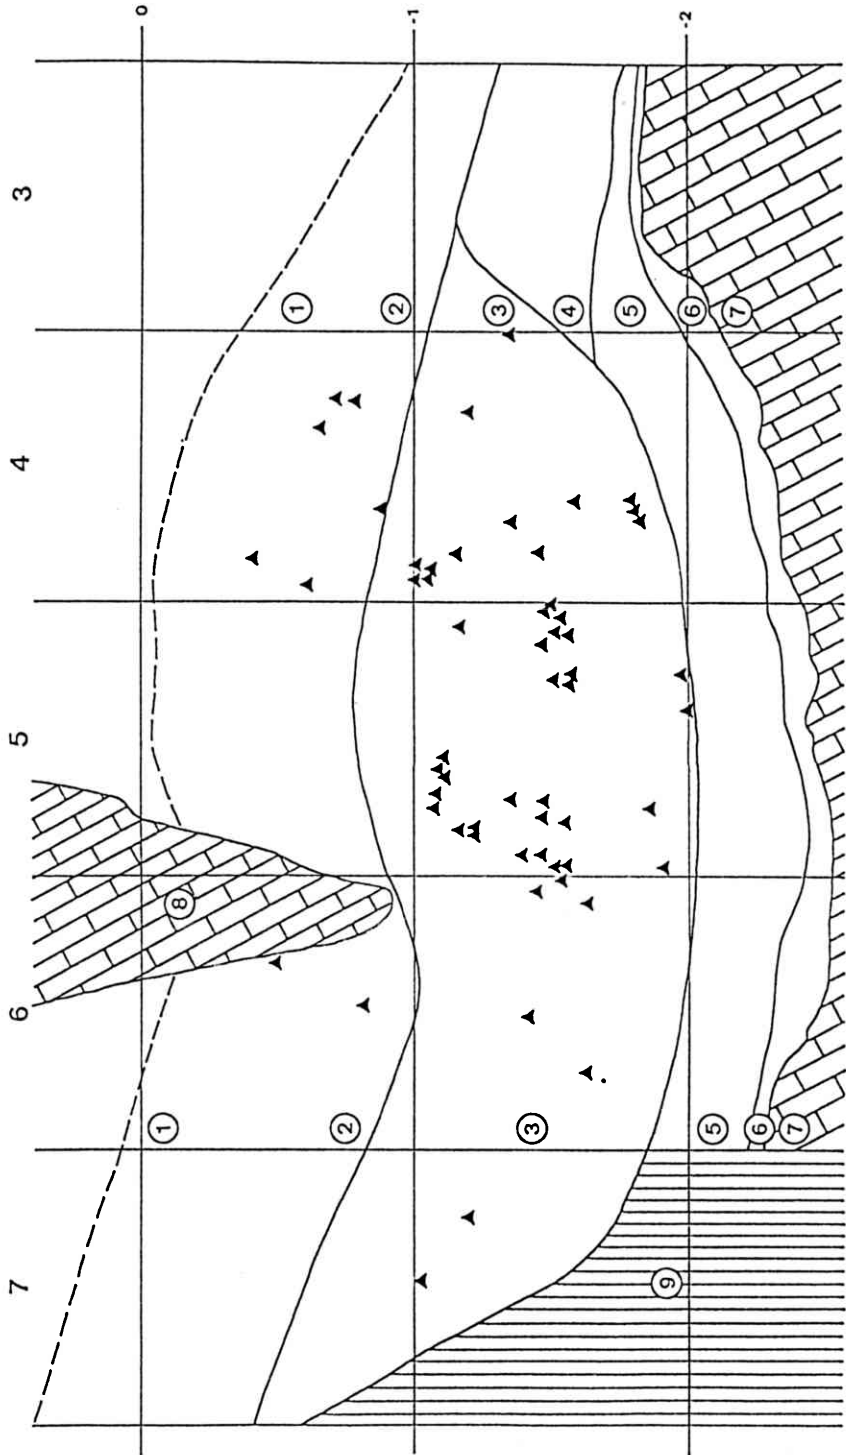 7 6 5 4 3
0
① ⑧ ①
② ②
-1
③ ③
④
⑨ ⑤ ⑤
-2
⑥ ⑥
⑦ ⑦